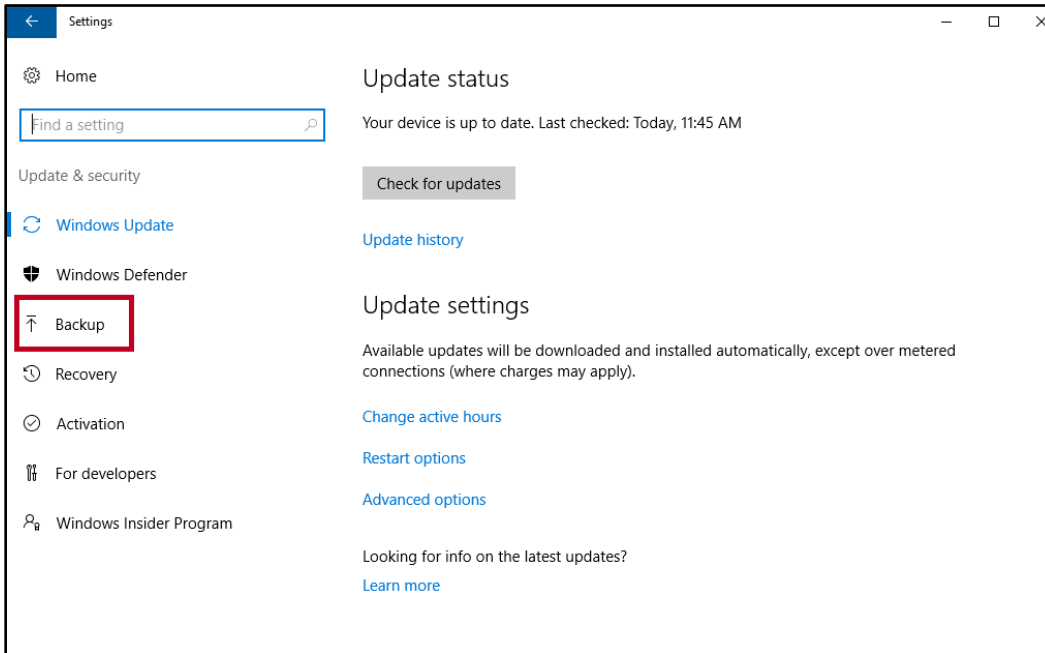 Settings
Home
Find a setting
Update & security
Windows Update
Windows Defender
Backup
Recovery
Activation
For developers
Windows Insider Program
Update status
Your device is up to date. Last checked: Today, 11:45 AM
Check for updates
Update history
Update settings
Available updates will be downloaded and installed automatically, except over metered
connections (where charges may apply).
Change active hours
Restart options
Advanced options
Looking for info on the latest updates?
Learn more